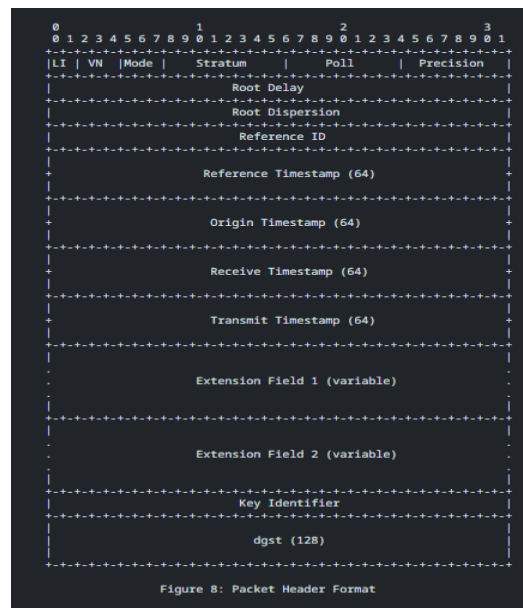 0 1 2 3
0 1 2 3 4 5 6 7 8 9 0 1 2 3 4 5 6 7 8 9 0 1 2 3 4 5 6 7 8 9 0 1
+-+-+-+-+-+-+-+-+-+-+-+-+-+-+-+-+-+-+-+-+-+-+-+-+-+-+-+-+-+-+-+-+
|LI | VN |Mode | Stratum | Poll | Precision |
+-+-+-+-+-+-+-+-+-+-+-+-+-+-+-+-+-+-+-+-+-+-+-+-+-+-+-+-+-+-+-+-+
| Root Delay |
+-+-+-+-+-+-+-+-+-+-+-+-+-+-+-+-+-+-+-+-+-+-+-+-+-+-+-+-+-+-+-+-+
| Root Dispersion |
+-+-+-+-+-+-+-+-+-+-+-+-+-+-+-+-+-+-+-+-+-+-+-+-+-+-+-+-+-+-+-+-+
| Reference ID |
+-+-+-+-+-+-+-+-+-+-+-+-+-+-+-+-+-+-+-+-+-+-+-+-+-+-+-+-+-+-+-+-+
| |
+ Reference Timestamp (64) +
| |
+-+-+-+-+-+-+-+-+-+-+-+-+-+-+-+-+-+-+-+-+-+-+-+-+-+-+-+-+-+-+-+-+
| |
+ Origin Timestamp (64) +
| |
+-+-+-+-+-+-+-+-+-+-+-+-+-+-+-+-+-+-+-+-+-+-+-+-+-+-+-+-+-+-+-+-+
| |
+ Receive Timestamp (64) +
| |
+-+-+-+-+-+-+-+-+-+-+-+-+-+-+-+-+-+-+-+-+-+-+-+-+-+-+-+-+-+-+-+-+
| |
+ Transmit Timestamp (64) +
| |
+-+-+-+-+-+-+-+-+-+-+-+-+-+-+-+-+-+-+-+-+-+-+-+-+-+-+-+-+-+-+-+-+
| |
. .
. Extension Field 1 (variable) .
. .
| |
+-+-+-+-+-+-+-+-+-+-+-+-+-+-+-+-+-+-+-+-+-+-+-+-+-+-+-+-+-+-+-+-+
| |
. .
. Extension Field 2 (variable) .
. .
| |
+-+-+-+-+-+-+-+-+-+-+-+-+-+-+-+-+-+-+-+-+-+-+-+-+-+-+-+-+-+-+-+-+
| Key Identifier |
+-+-+-+-+-+-+-+-+-+-+-+-+-+-+-+-+-+-+-+-+-+-+-+-+-+-+-+-+-+-+-+-+
| |
| dgst (128) |
| |
+-+-+-+-+-+-+-+-+-+-+-+-+-+-+-+-+-+-+-+-+-+-+-+-+-+-+-+-+-+-+-+-+
Figure 8: Packet Header Format